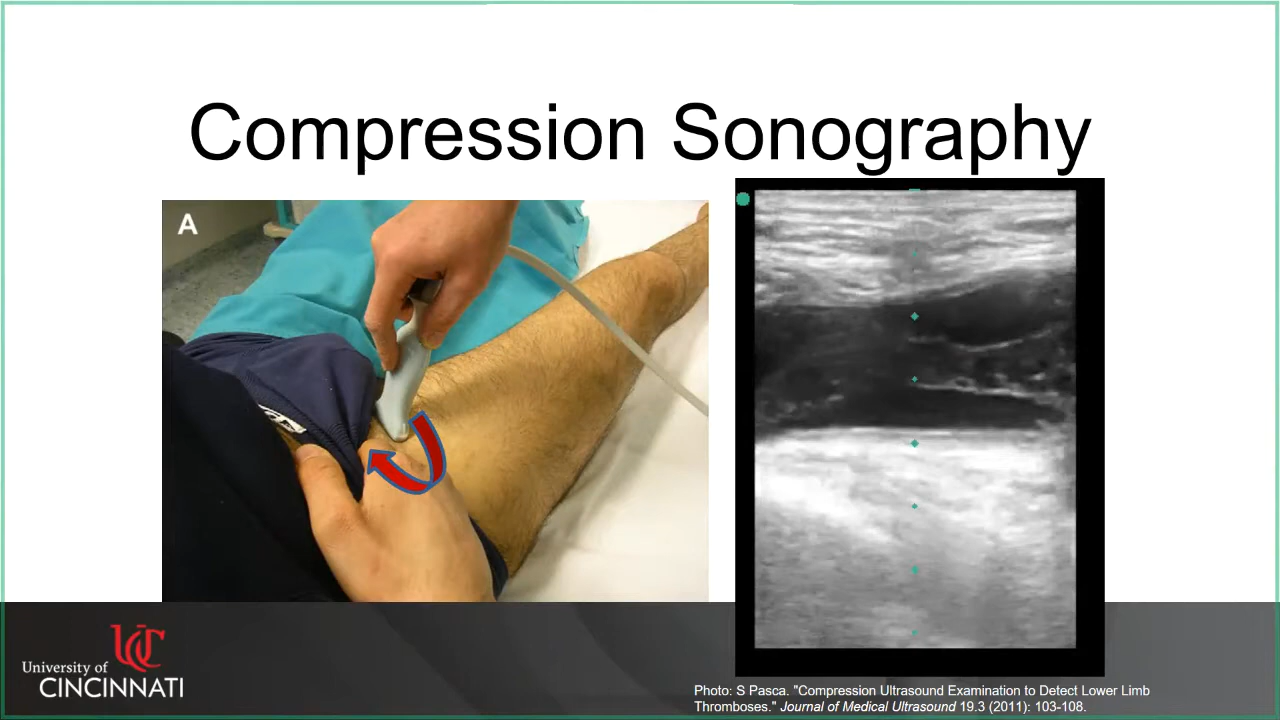 Compression Sonography
A
University of
CINCINNATI
Photo: S Pasca. "Compression Ultrasound Examination to Detect Lower Limb
Thromboses." Journal of Medical Ultrasound 19.3 (2011): 103-108.